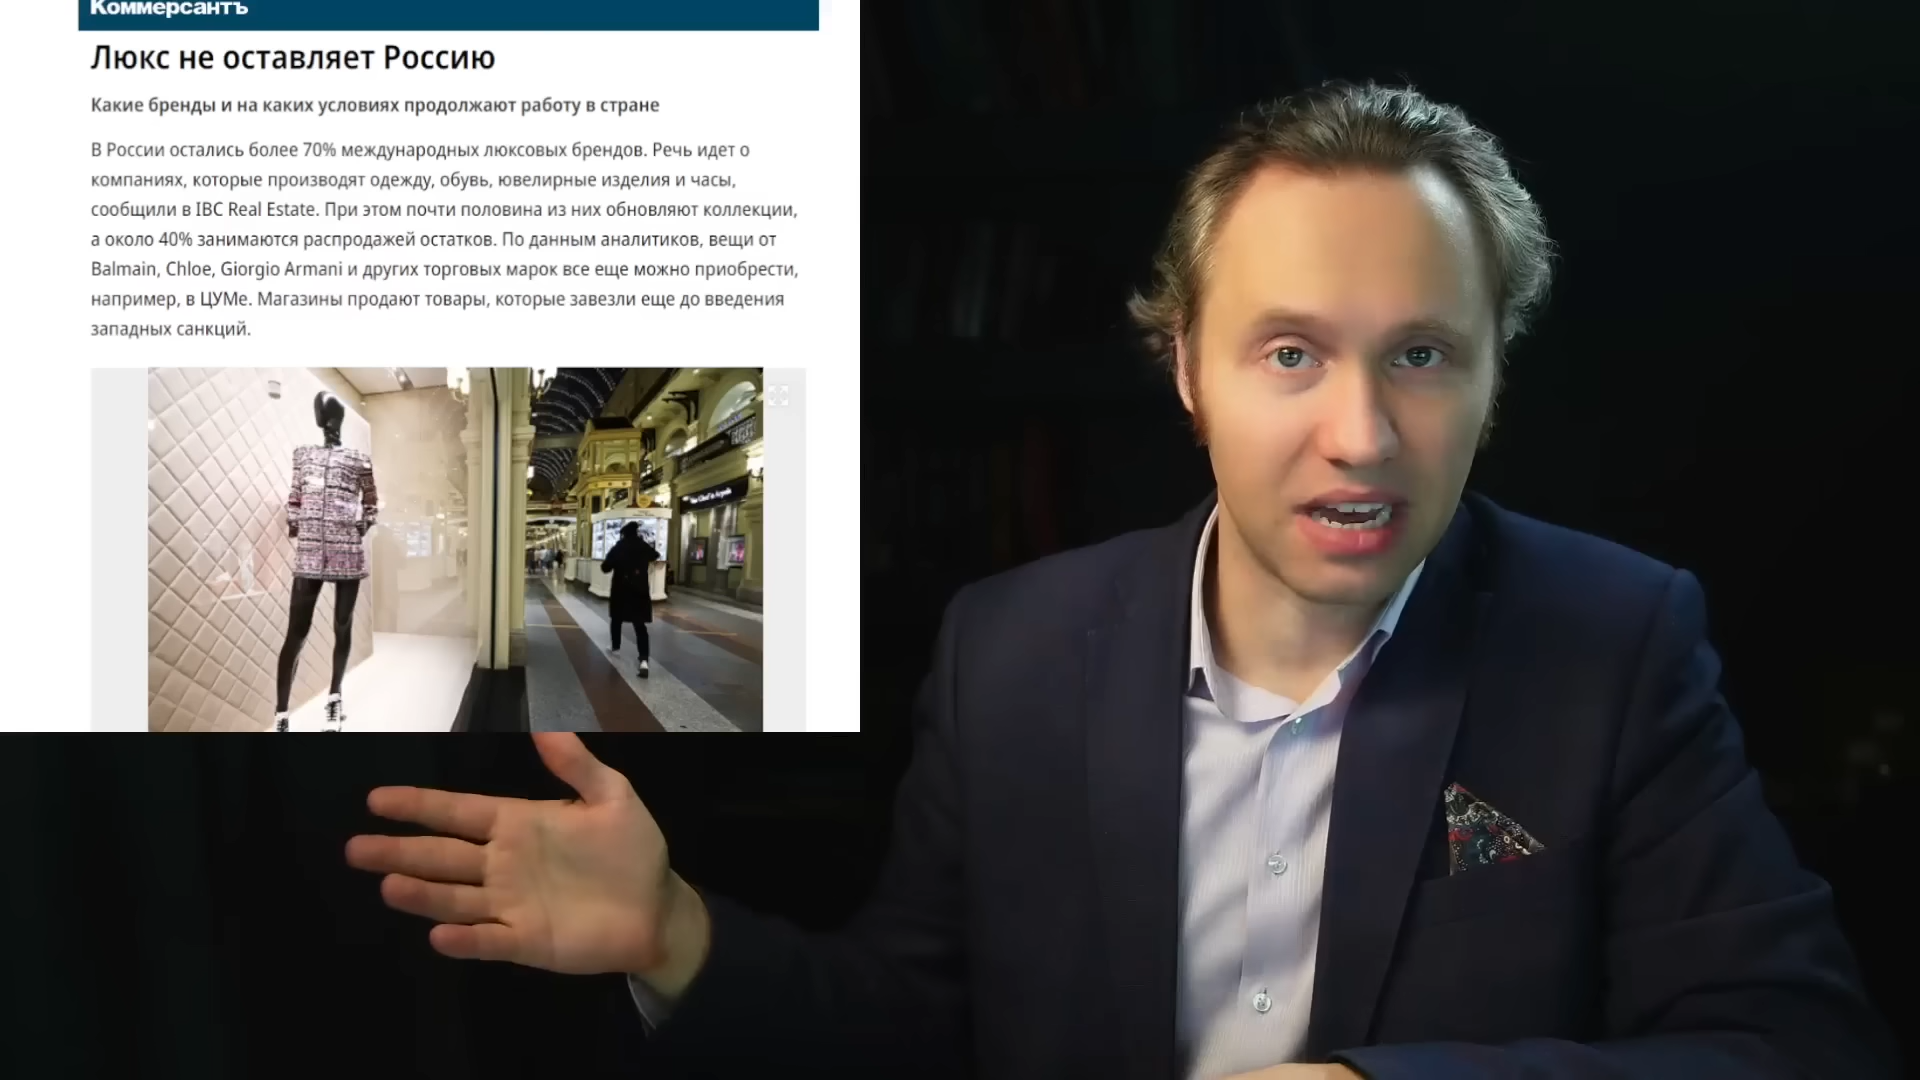 Коммерсантъ
Люкс не оставляет Россию
Какие бренды и на каких условиях продолжают работу в стране
В России остались более 70% международных люксовых брендов. Речь идет о
компаниях, которые производят одежду, обувь, ювелирные изделия и часы,
сообщили в IBC Real Estate. При этом почти половина из них обновляют коллекции,
а около 40% занимаются распродажей остатков. По данным аналитиков, вещи от
Balmain, Chloe, Giorgio Armani и других торговых марок все еще можно приобрести,
например, в ЦУМе. Магазины продают товары, которые завезли еще до введения
западных санкций.